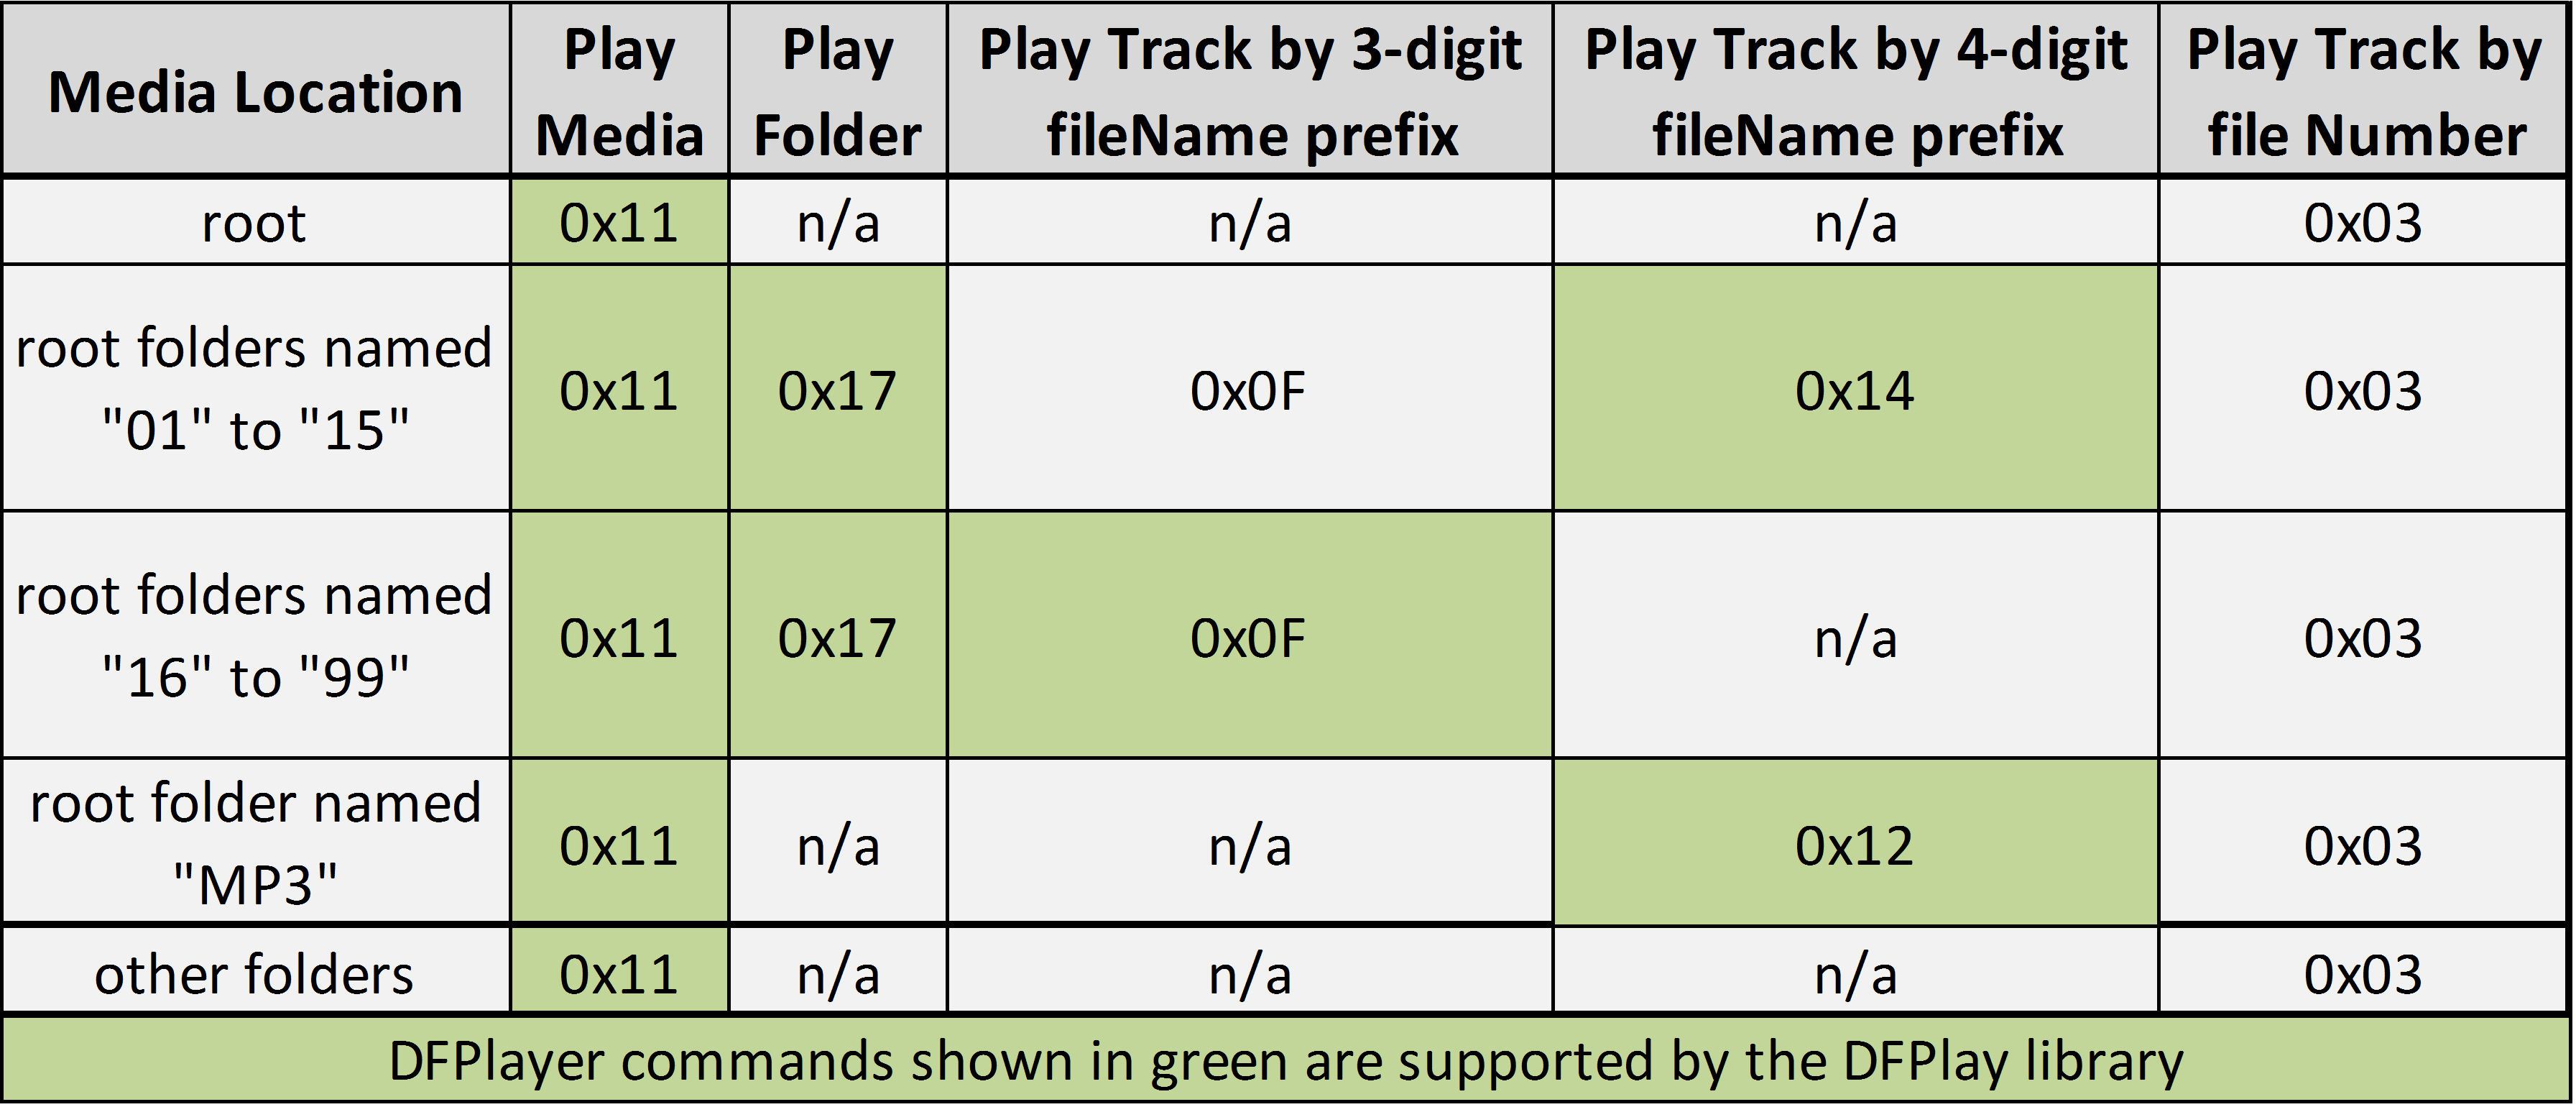 Media Location
Play
Media
Play
Folder
Play Track by 3-digit
fileName prefix
Play Track by 4-digit
fileName prefix
Play Track by
file Number
root
0x11
n/a
n/a
n/a
0x03
root folders named
"01" to "15"
0x11
0x17
0x0F
0x14
0x03
root folders named
"16" to "99"
0x11
0x17
0x0F
n/a
0x03
root folder named
"MP3"
0x11
n/a
n/a
0x12
0x03
other folders
0x11
n/a
n/a
n/a
0x03
DFPlayer commands shown in green are supported by the DFPlay library